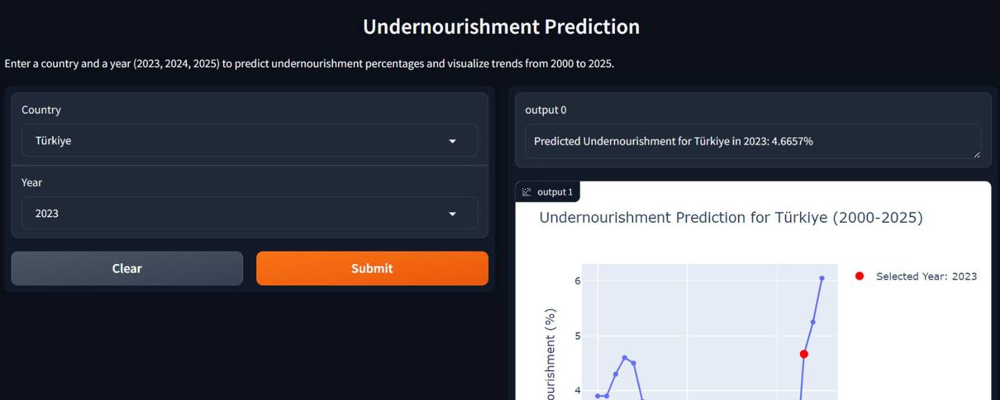 Undernourishment Prediction
Enter a country and a year (2023, 2024, 2025) to predict undernourishment percentages and visualize trends from 2000 to 2025.
Country
Türkiye
Year
2023
Clear
Submit
output 0
Predicted Undernourishment for Türkiye in 2023: 4.6657%
output 1
Undernourishment Prediction for Türkiye (2000-2025)
6
5
4
ourishment (%)
Selected Year: 2023